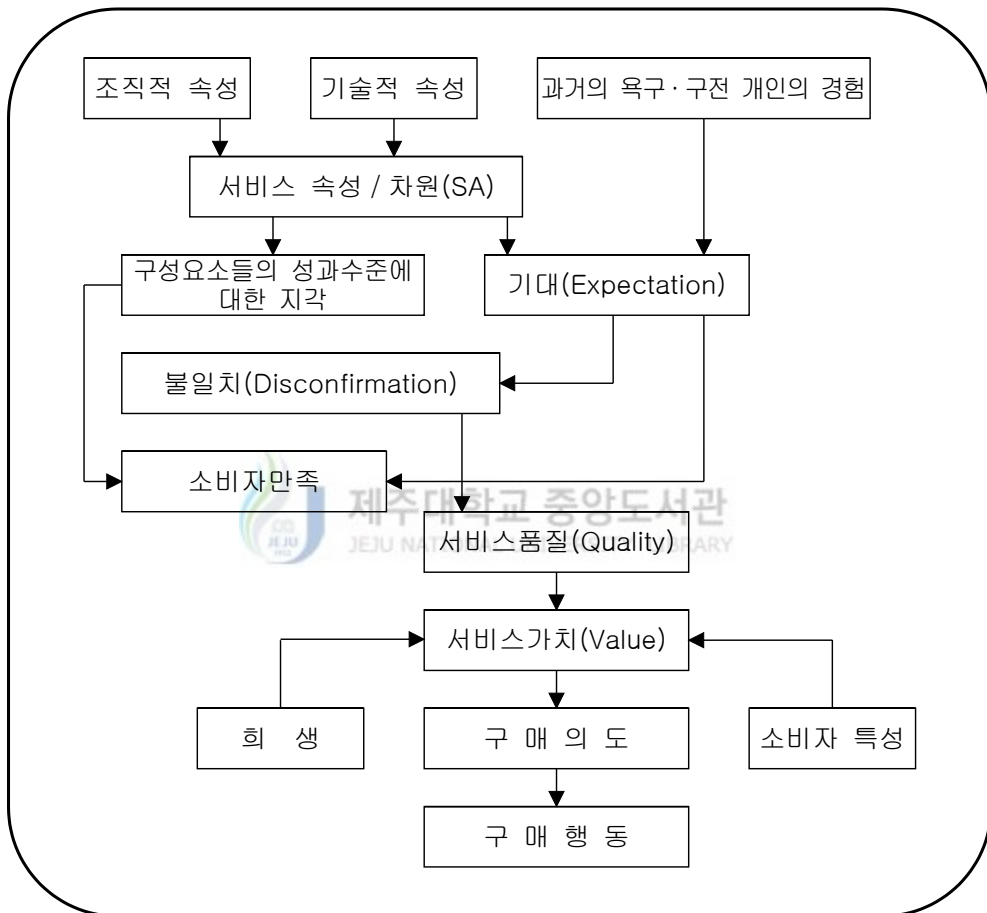 조직적 속성
기술적 속성
과거의 욕구·구전 개인의 경험
서비스 속성 / 차원(SA)
구성요소들의 성과수준에
대한 지각
기대(Expectation)
불일치(Disconfirmation)
소비자만족
제주대학교 중앙도서관
JEJU NATIONAL UNIVERSITY LIBRARY
JEJU
1952
서비스품질(Quality)
서비스가치(Value)
희 생
구 매 의 도
소비자 특성
구 매 행 동